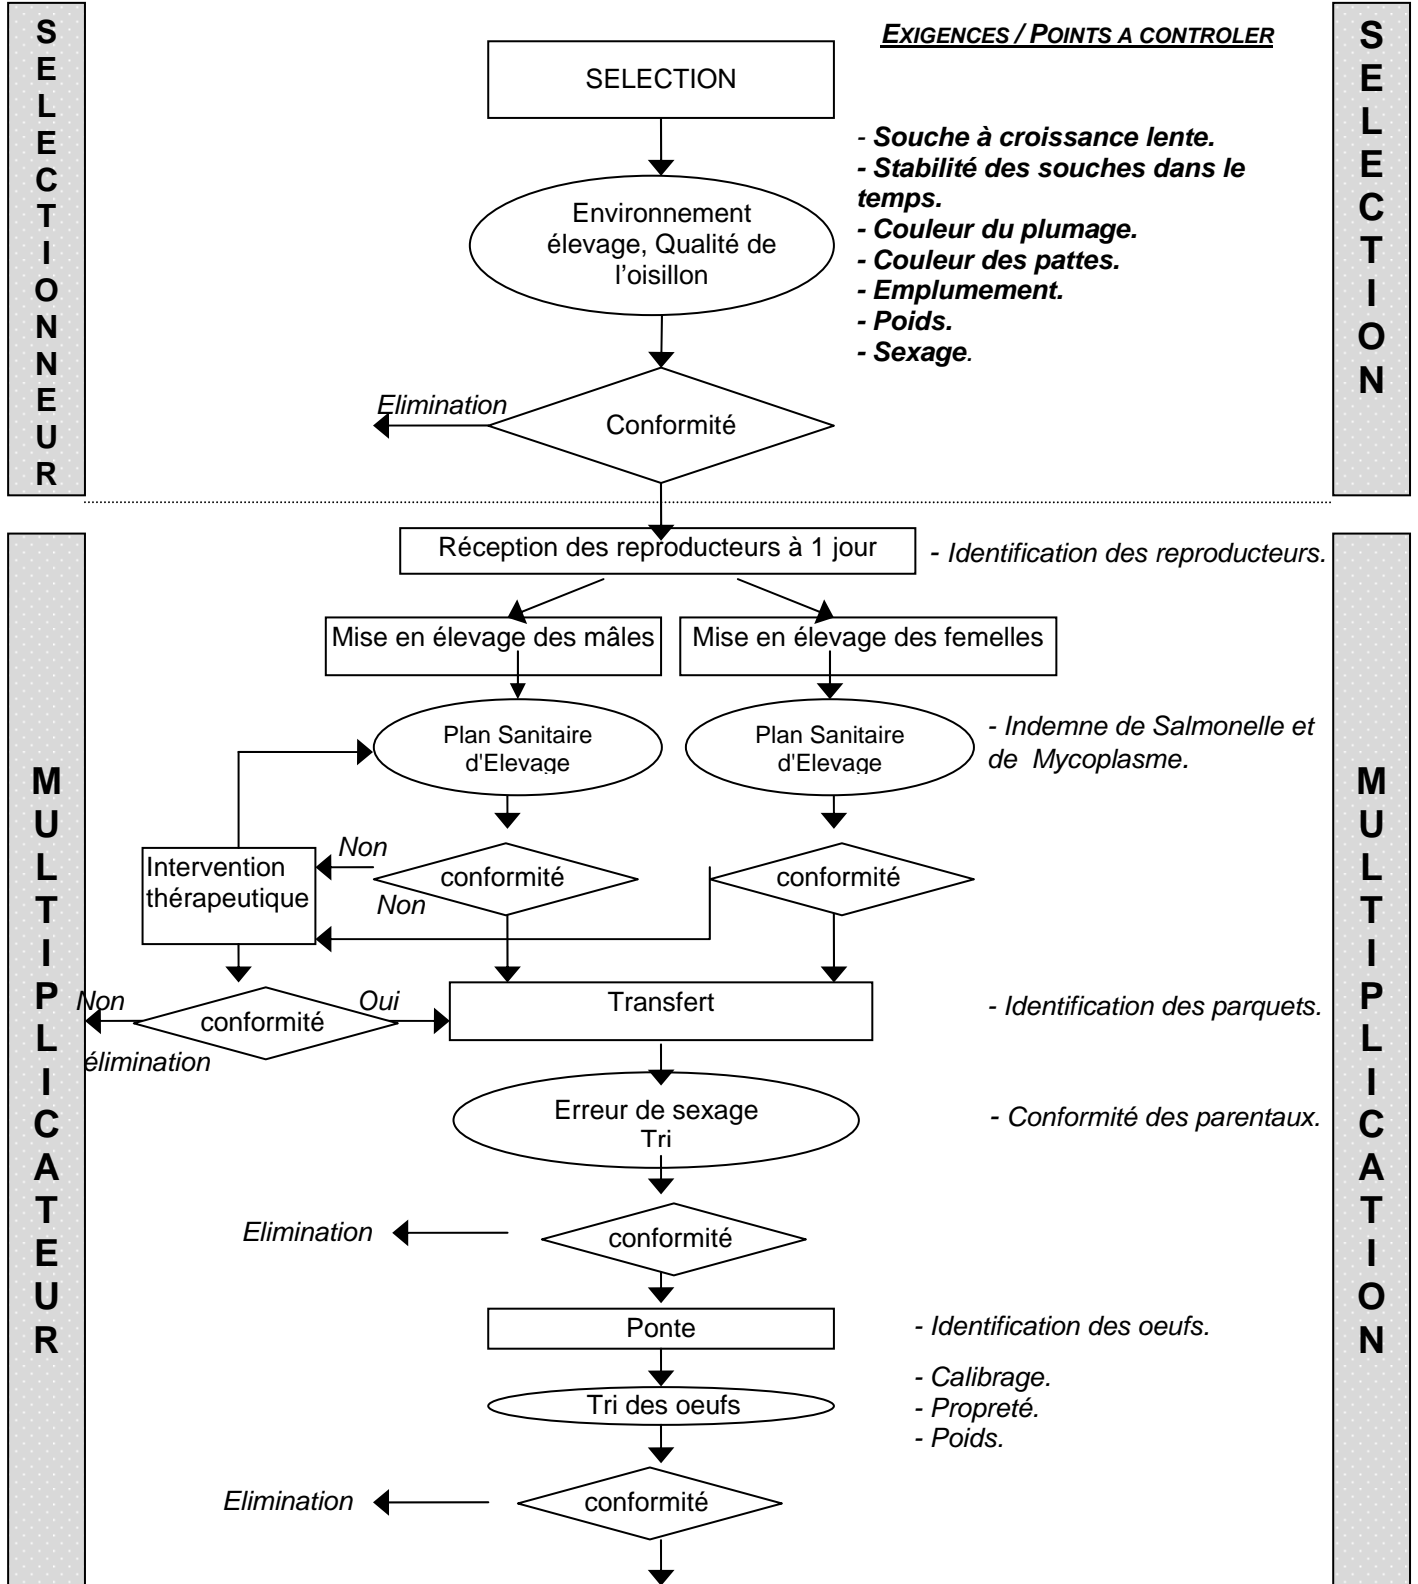 SELECTIONNEUR
EXIGENCES / POINTS A CONTROLER
SELECTION
SELECTION
- Souche à croissance lente.
- Stabilité des souches dans le
temps.
- Couleur du plumage.
- Couleur des pattes.
- Emplumement.
- Poids.
- Sexage.
Environnement
élevage, Qualité de
l'oisillon
Elimination
Conformité
MULTIPLICATEUR
MULTIPLICATION
Réception des reproducteurs à 1 jour
- Identification des reproducteurs.
Mise en élevage des mâles
Mise en élevage des femelles
Plan Sanitaire
d'Elevage
Plan Sanitaire
d'Elevage
- Indemne de Salmonelle et
de Mycoplasme.
Intervention
thérapeutique
Non
conformité
Non
conformité
Non
élimination
conformité
Oui
Transfert
- Identification des parquets.
Erreur de sexage
Tri
- Conformité des parentaux.
Elimination
conformité
Ponte
- Identification des oeufs.
Tri des oeufs
- Calibrage.
- Propreté.
- Poids.
Elimination
conformité